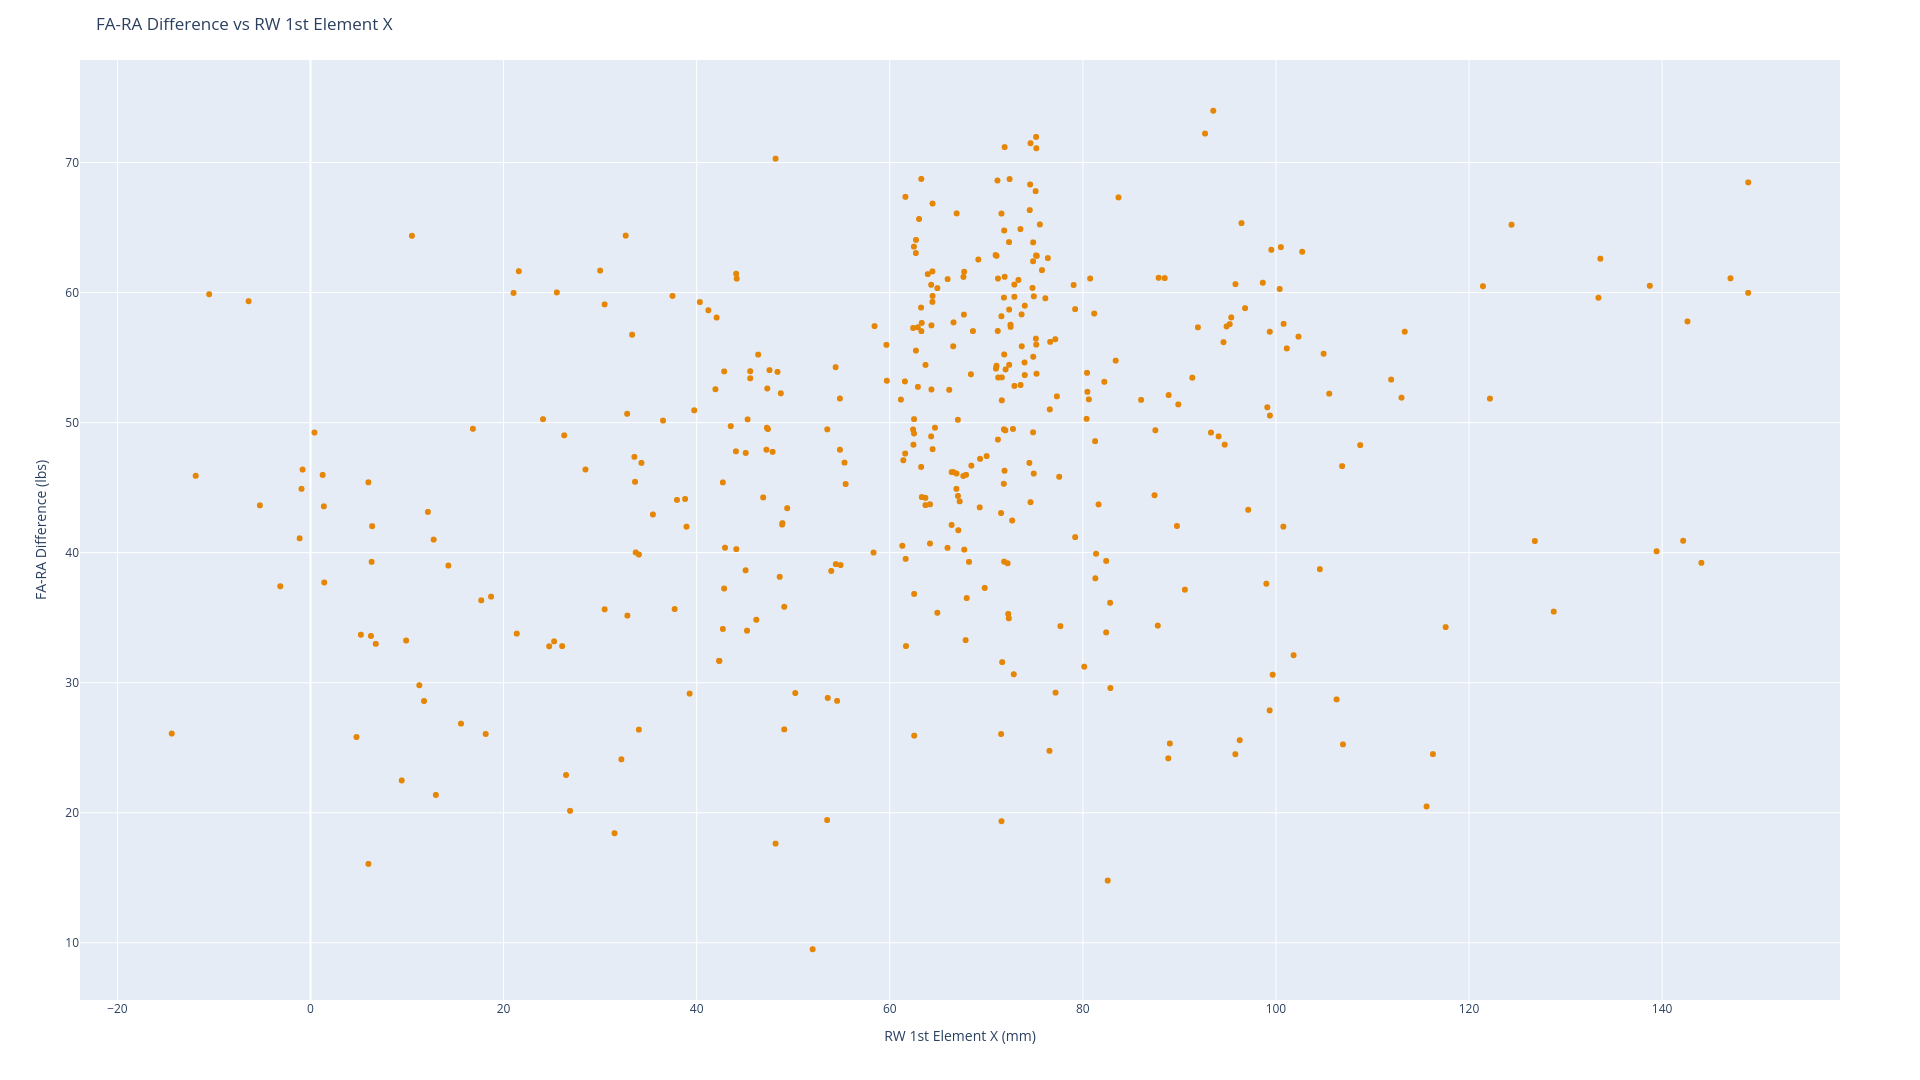 FA-RA Difference vs RW 1st Element X
70
60
50
40
30
20
10
FA-RA Difference (lbs)
−20 0 20 40 60 80 100 120 140
RW 1st Element X (mm)